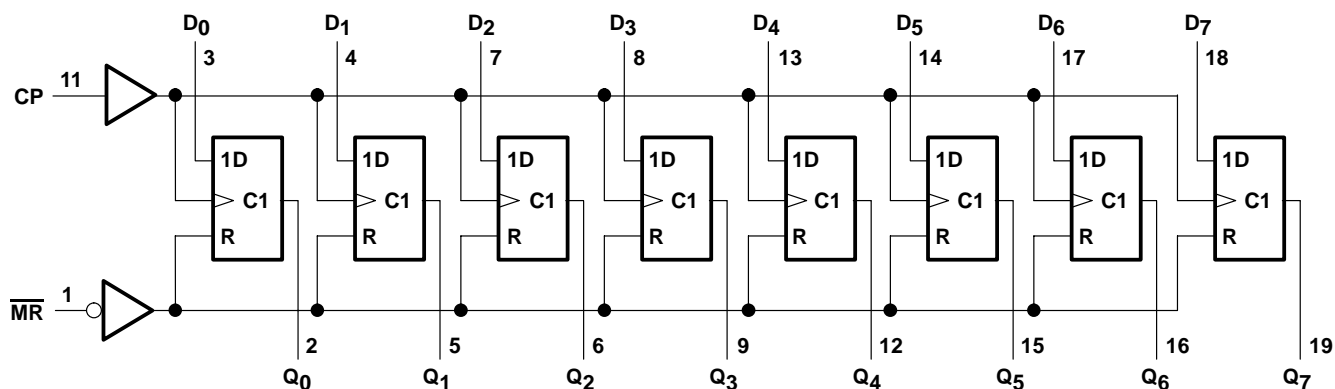 D0 D1 D2 D3 D4 D5 D6 D7
3 4 7 8 13 14 17 18
CP 11
1D 1D 1D 1D 1D 1D 1D 1D
C1 C1 C1 C1 C1 C1 C1 C1
R R R R R R R R
M̅R̅ 1
2 5 6 9 12 15 16 19
Q0 Q1 Q2 Q3 Q4 Q5 Q6 Q7